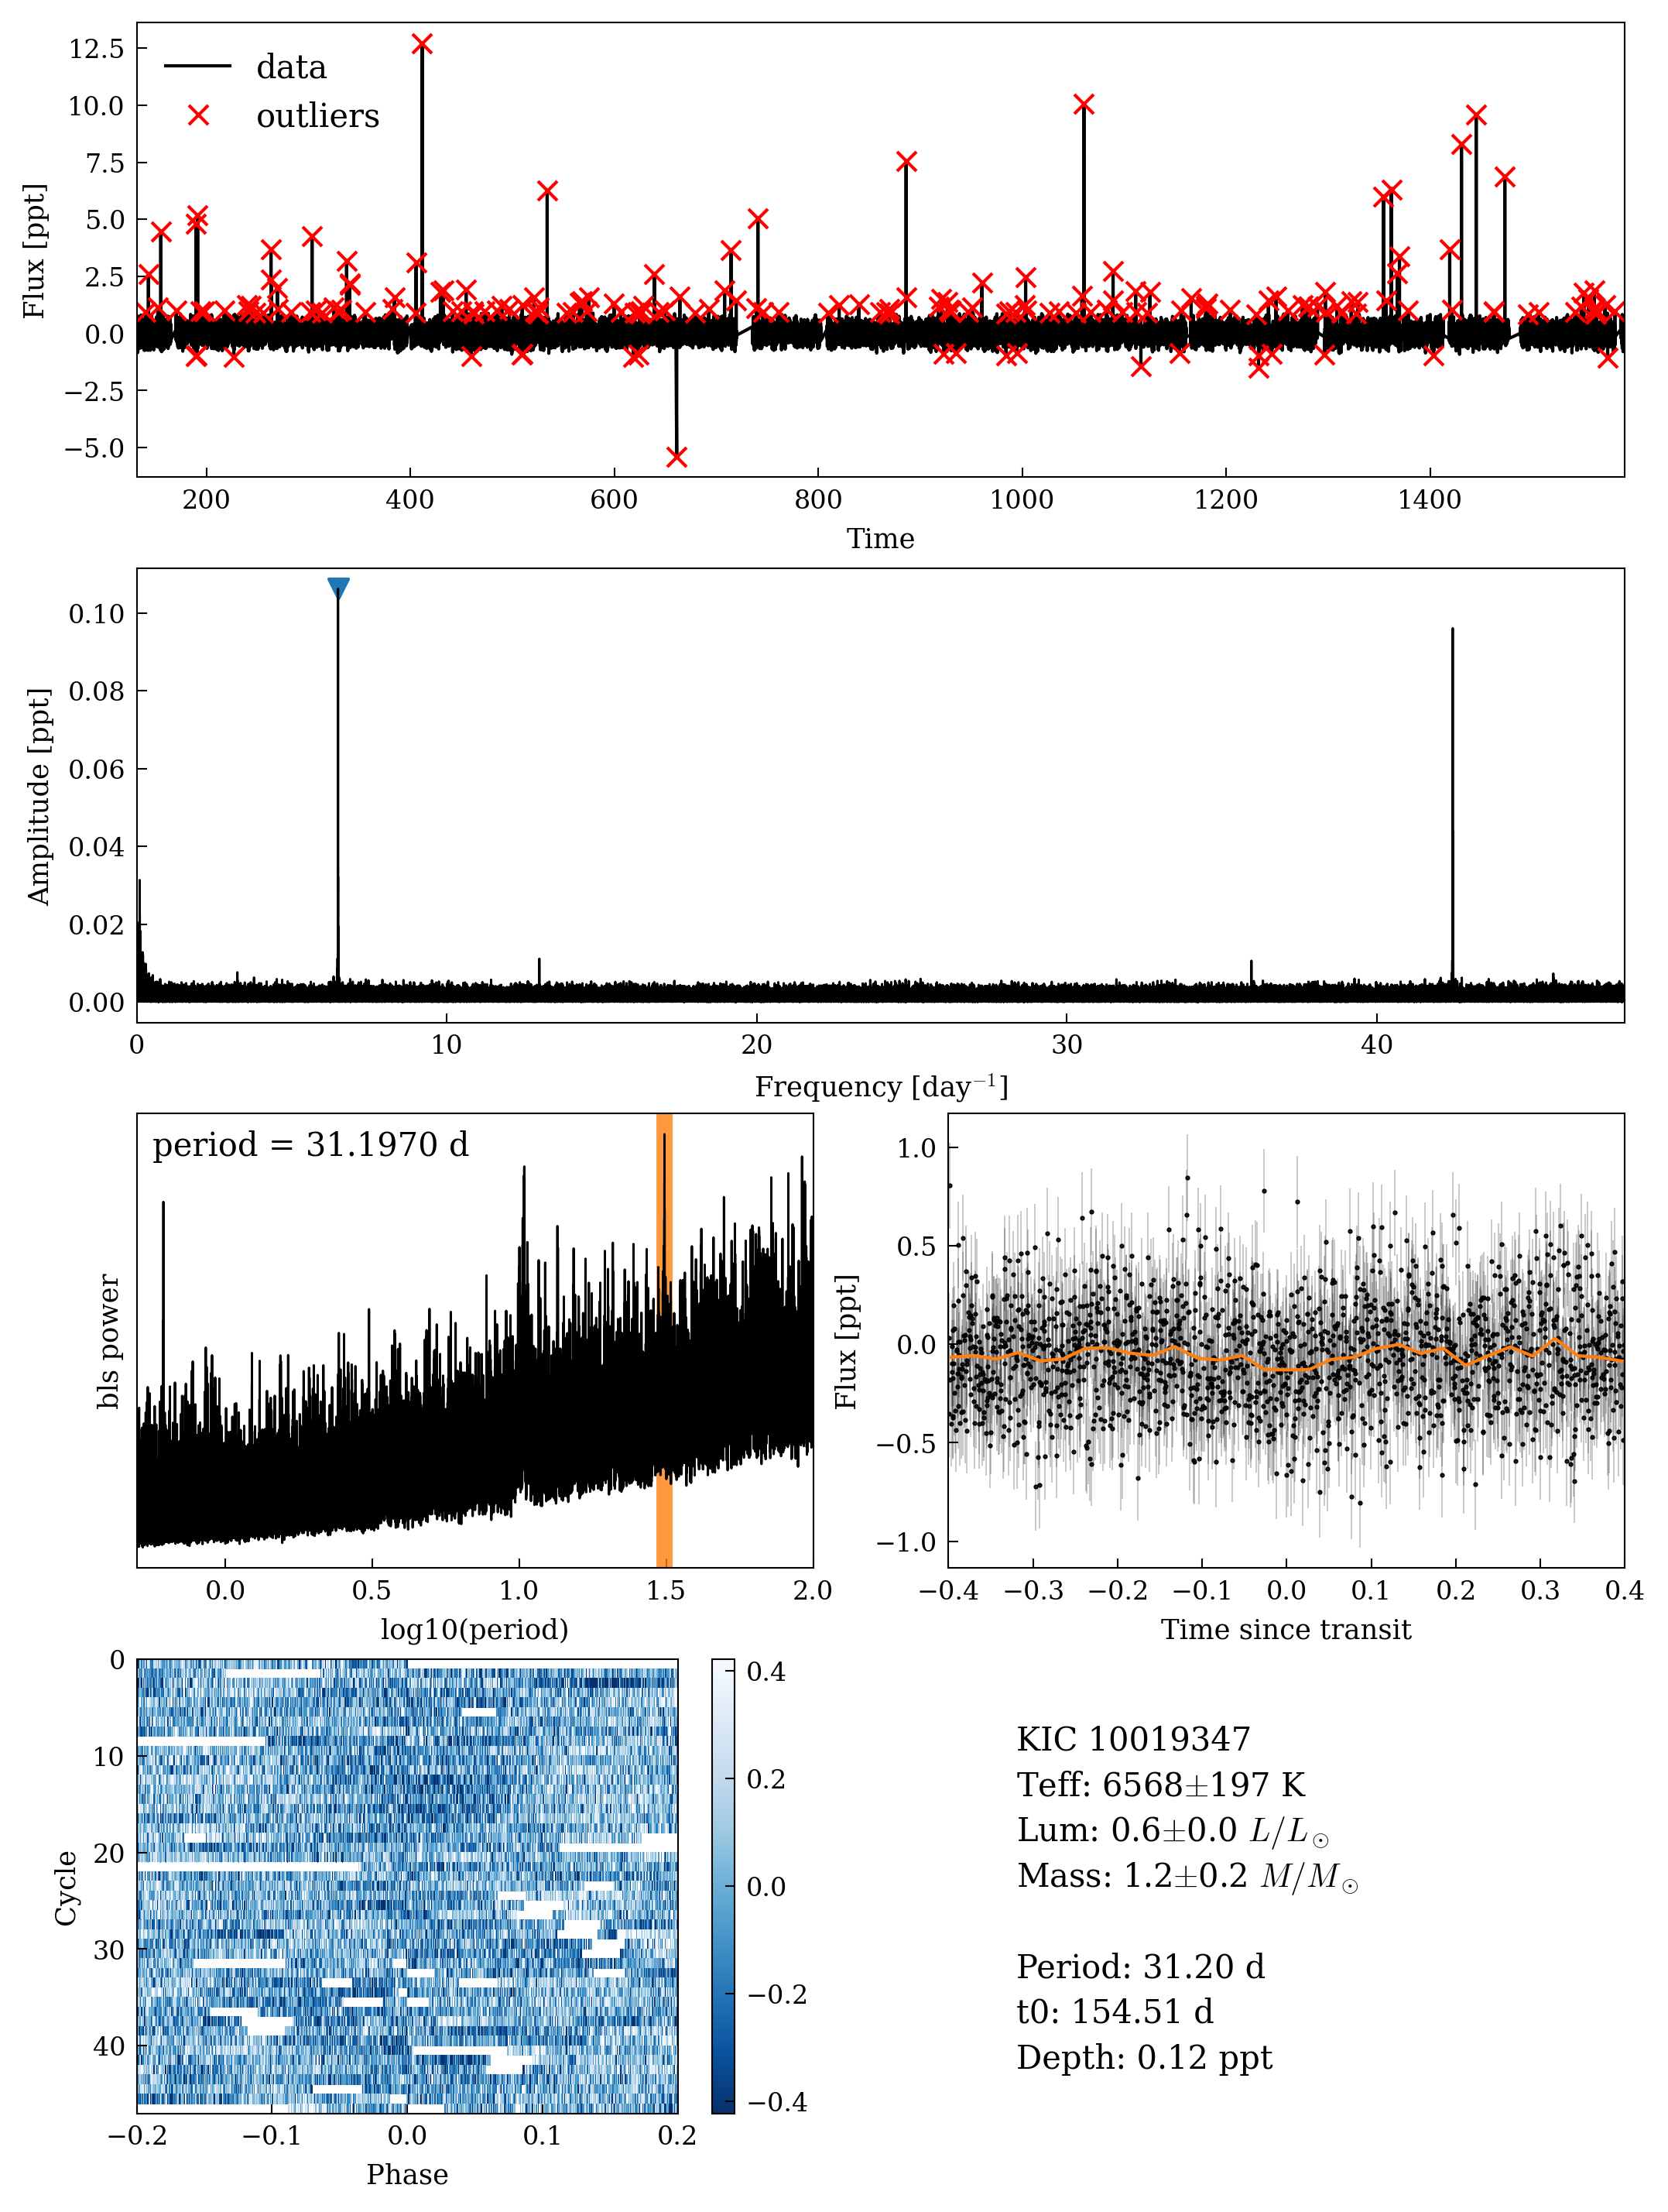 12.5
10.0
7.5
5.0
2.5
0.0
−2.5
−5.0
Flux [ppt]
data
outliers
200 400 600 800 1000 1200 1400
Time
0.10
0.08
0.06
0.04
0.02
0.00
Amplitude [ppt]
0 10 20 30 40
Frequency [day⁻¹]
period = 31.1970 d
bls power
0.0 0.5 1.0 1.5 2.0
log10(period)
1.0
0.5
0.0
−0.5
−1.0
Flux [ppt]
−0.4 −0.3 −0.2 −0.1 0.0 0.1 0.2 0.3 0.4
Time since transit
0
10
20
30
40
Cycle
−0.2 −0.1 0.0 0.1 0.2
Phase
0.4
0.2
0.0
−0.2
−0.4
KIC 10019347
Teff: 6568±197 K
Lum: 0.6±0.0 L/L⊙
Mass: 1.2±0.2 M/M⊙
Period: 31.20 d
t0: 154.51 d
Depth: 0.12 ppt